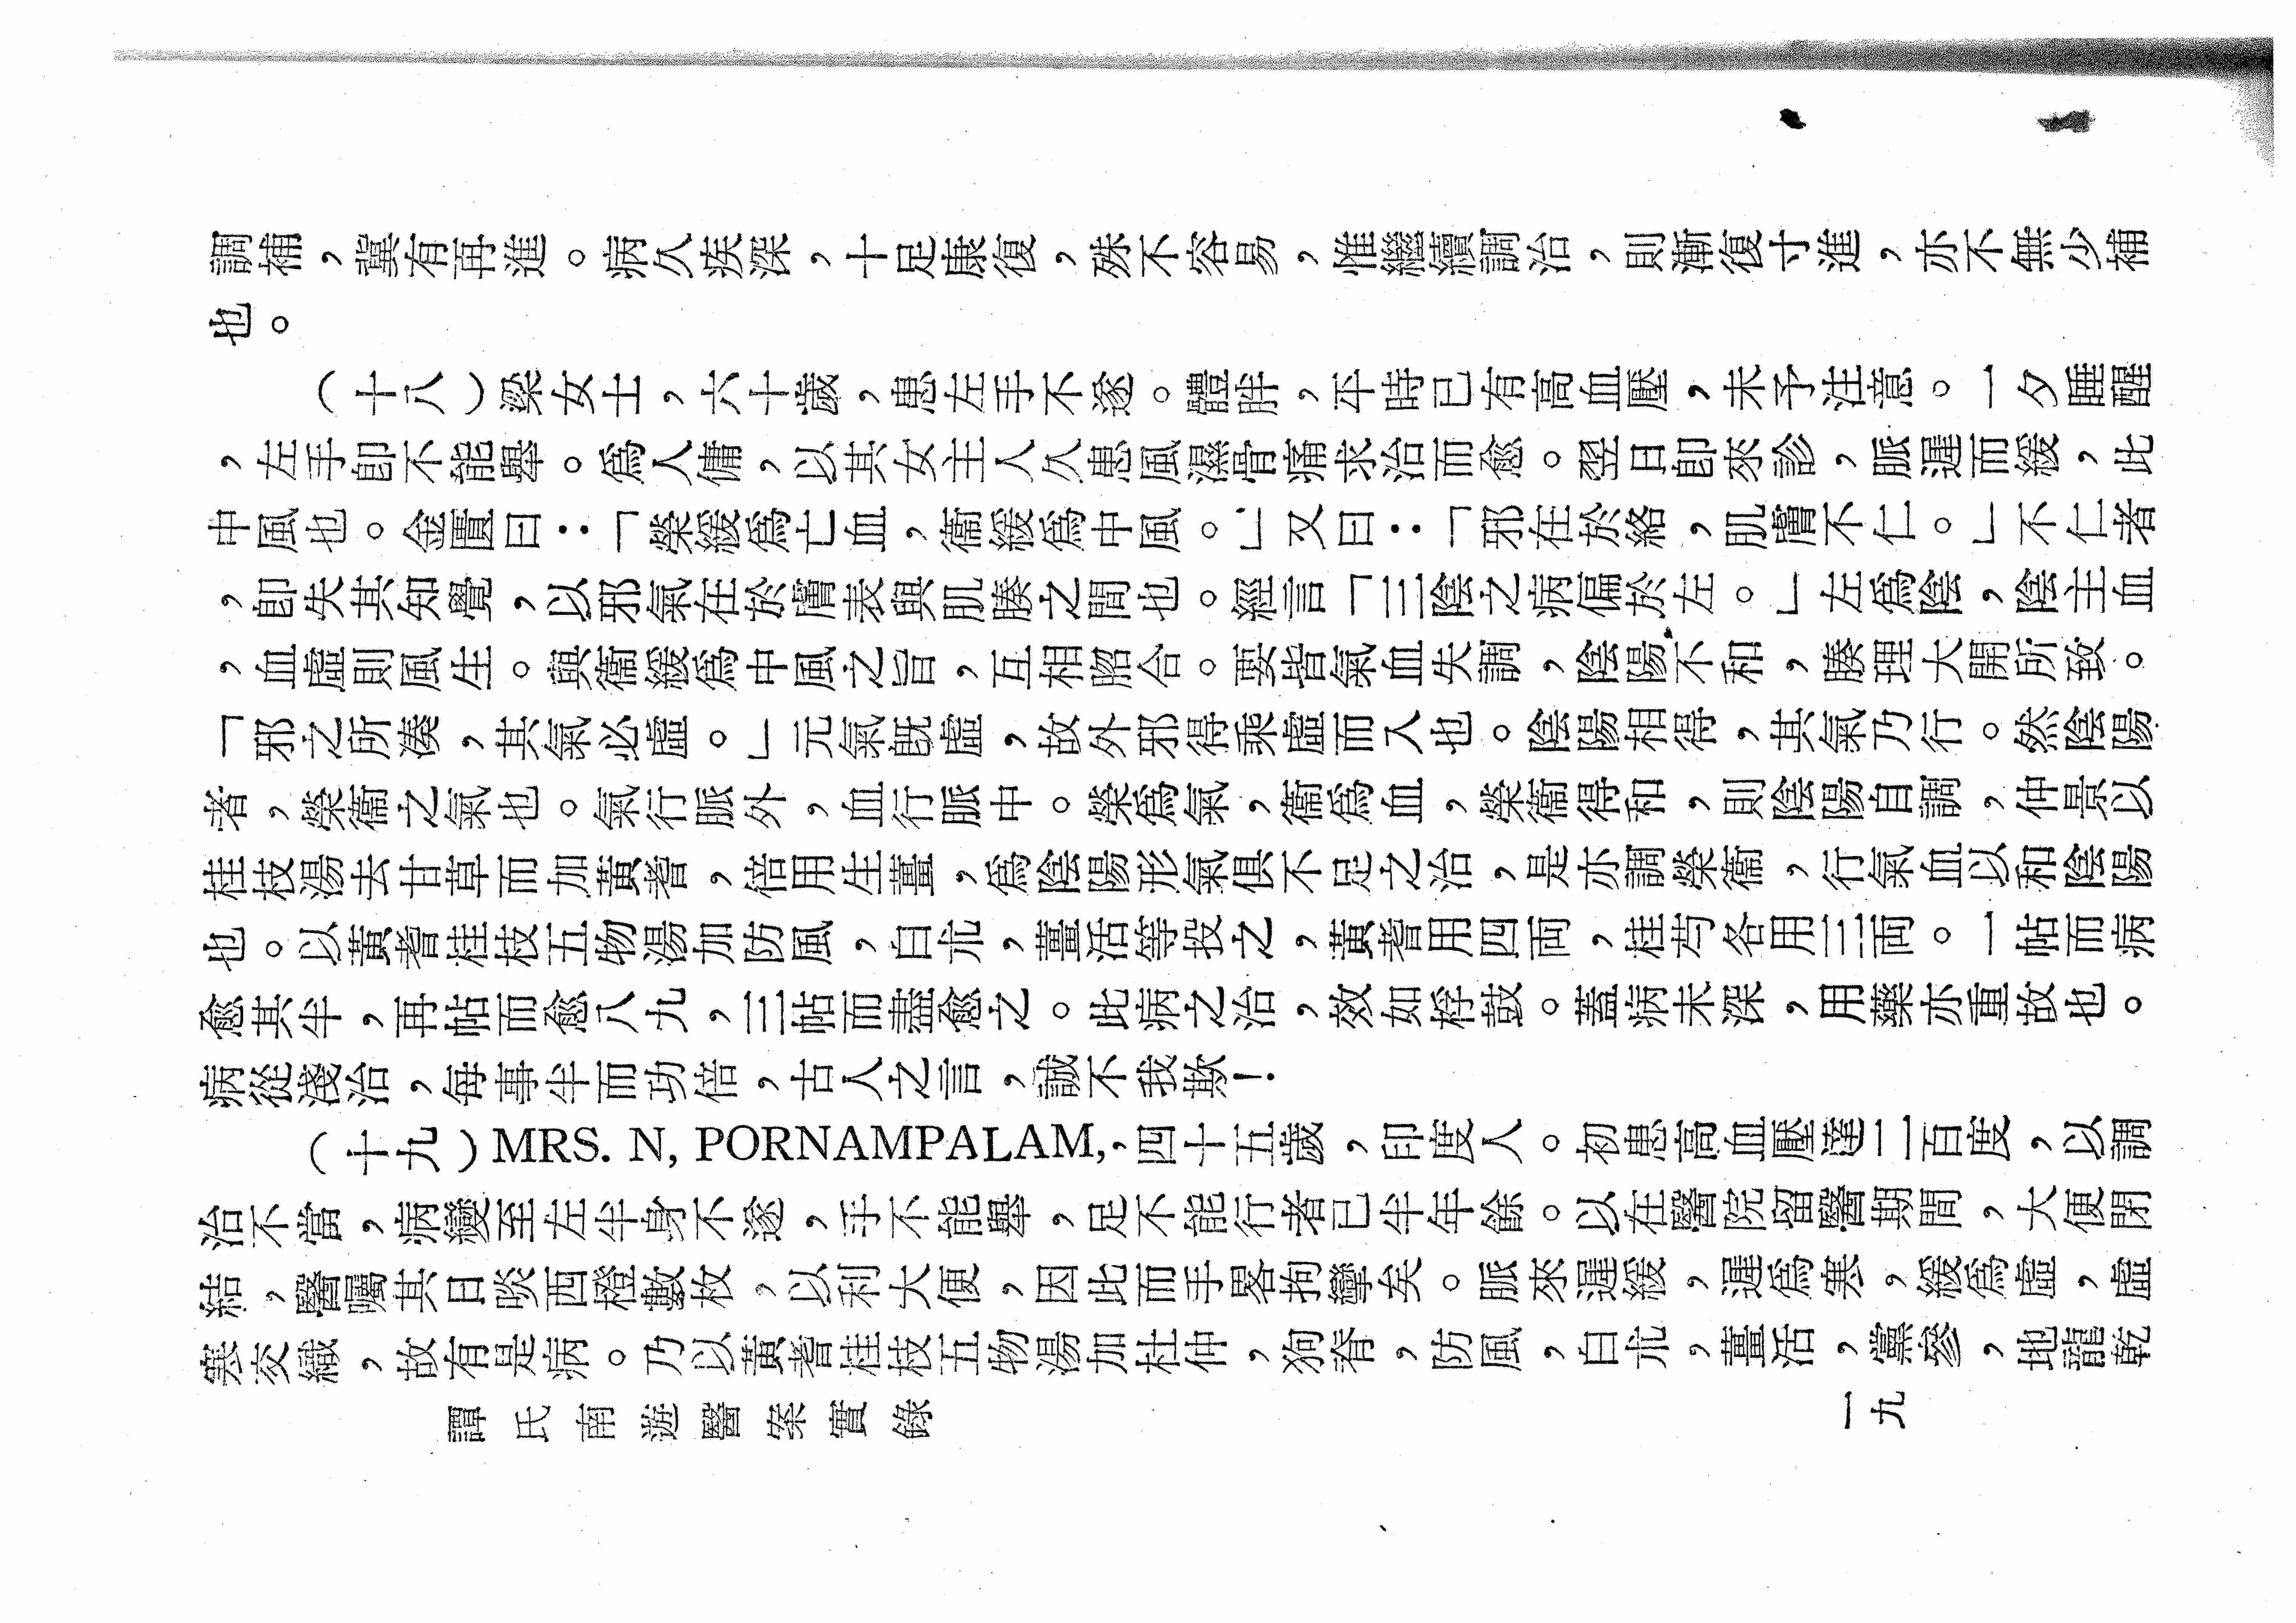 調補，冀有再進。病久疾深，十足康復，殊不容易，惟繼續調治，則漸復寸進，亦不無少補
也。
（十八）梁女士，六十歲，患左手不遂。體胖，平時已有高血壓，未予注意。一夕睡醒
，左手卽不能舉。爲人傭，以其女主人久患風濕骨痛求治而愈。翌日卽來診，脈遲而緩，此
中風也。金匱曰：「榮緩爲亡血，衞緩爲中風。」又曰：「邪在於絡，肌膚不仁。」不仁者
，卽失其知覺，以邪氣在於膚表與肌腠之間也。經言「三陰之病偏於左。」左爲陰，陰主血
，血虛則風生。與衞緩爲中風之旨，互相脗合。要皆氣血失調，陰陽不和，腠理大開所致。
「邪之所湊，其氣必虛。」元氣旣虛，故外邪得乘虛而入也。陰陽相得，其氣乃行。然陰陽
者，榮衞之氣也。氣行脈外，血行脈中。榮爲氣，衞爲血，榮衞得和，則陰陽自調，仲景以
桂枝湯去甘草而加黃耆，倍用生薑，爲陰陽形氣俱不足之治，是亦調榮衞，行氣血以和陰陽
也。以黃耆桂枝五物湯加防風，白朮，薑活等投之，黃耆用四両，桂芍各用三両。一帖而病
愈其半，再帖而愈八九，三帖而盡愈之。此病之治，效如桴鼓。蓋病未深，用藥亦重故也。
病從淺治，每事半而功倍，古人之言，誠不我欺！
（十九）MRS. N, PORNAMPALAM,，四十五歲，印度人。初患高血壓達二百度，以調
治不當，病變至左半身不遂，手不能舉，足不能行者已半年餘。以在醫院留醫期間，大便閉
結，醫囑其日啖西橙數枚，以利大便，因此而手畧拘攣矣。脈來遲緩，遲爲寒，緩爲虛，虛
寒交織，故有是病。乃以黃耆桂枝五物湯加杜仲，狗脊，防風，白朮，薑活，黨參，地龍乾
譚氏南遊醫案實錄
一九